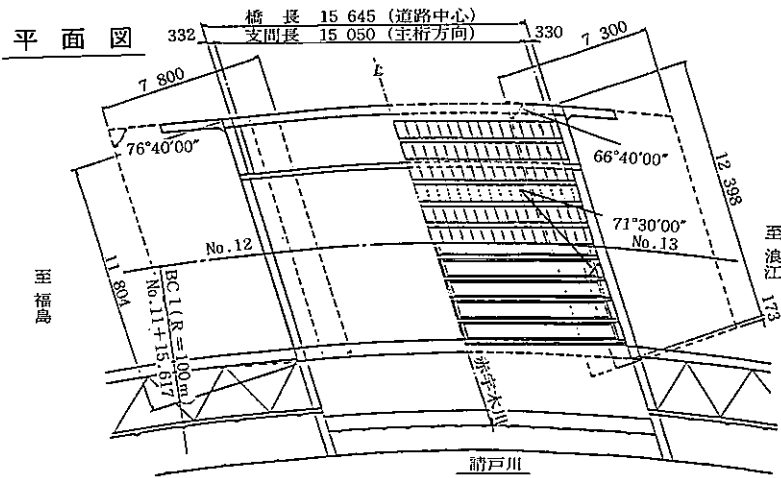 平面図
橋長 15 645 (道路中心)
332 支間長 15 050 (主桁方向) 330
7 800
7 300
76°40′00″
66°40′00″
12 398
71°30′00″
No.12
No.13
至福島
11 804
BC1(R=100m)
No.11+15.617
至浪江
173
赤宇木川
請戸川